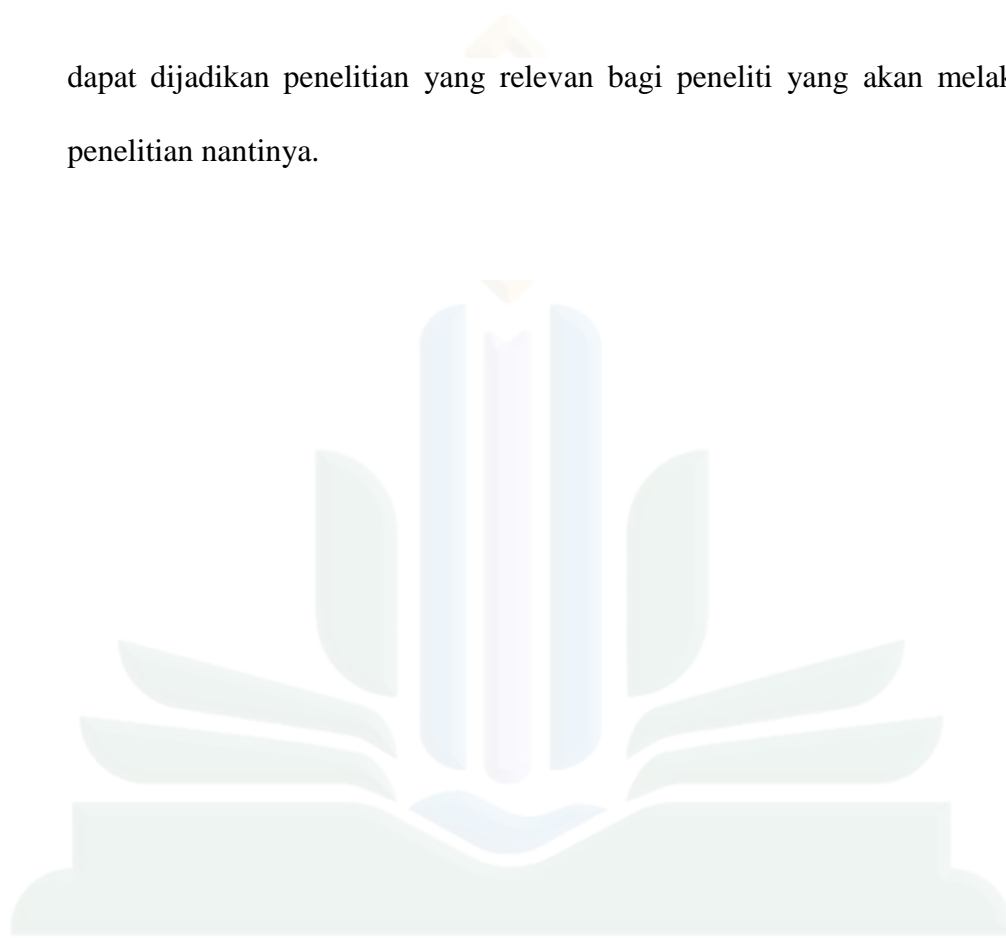 dapat dijadikan penelitian yang relevan bagi peneliti yang akan melak
penelitian nantinya.